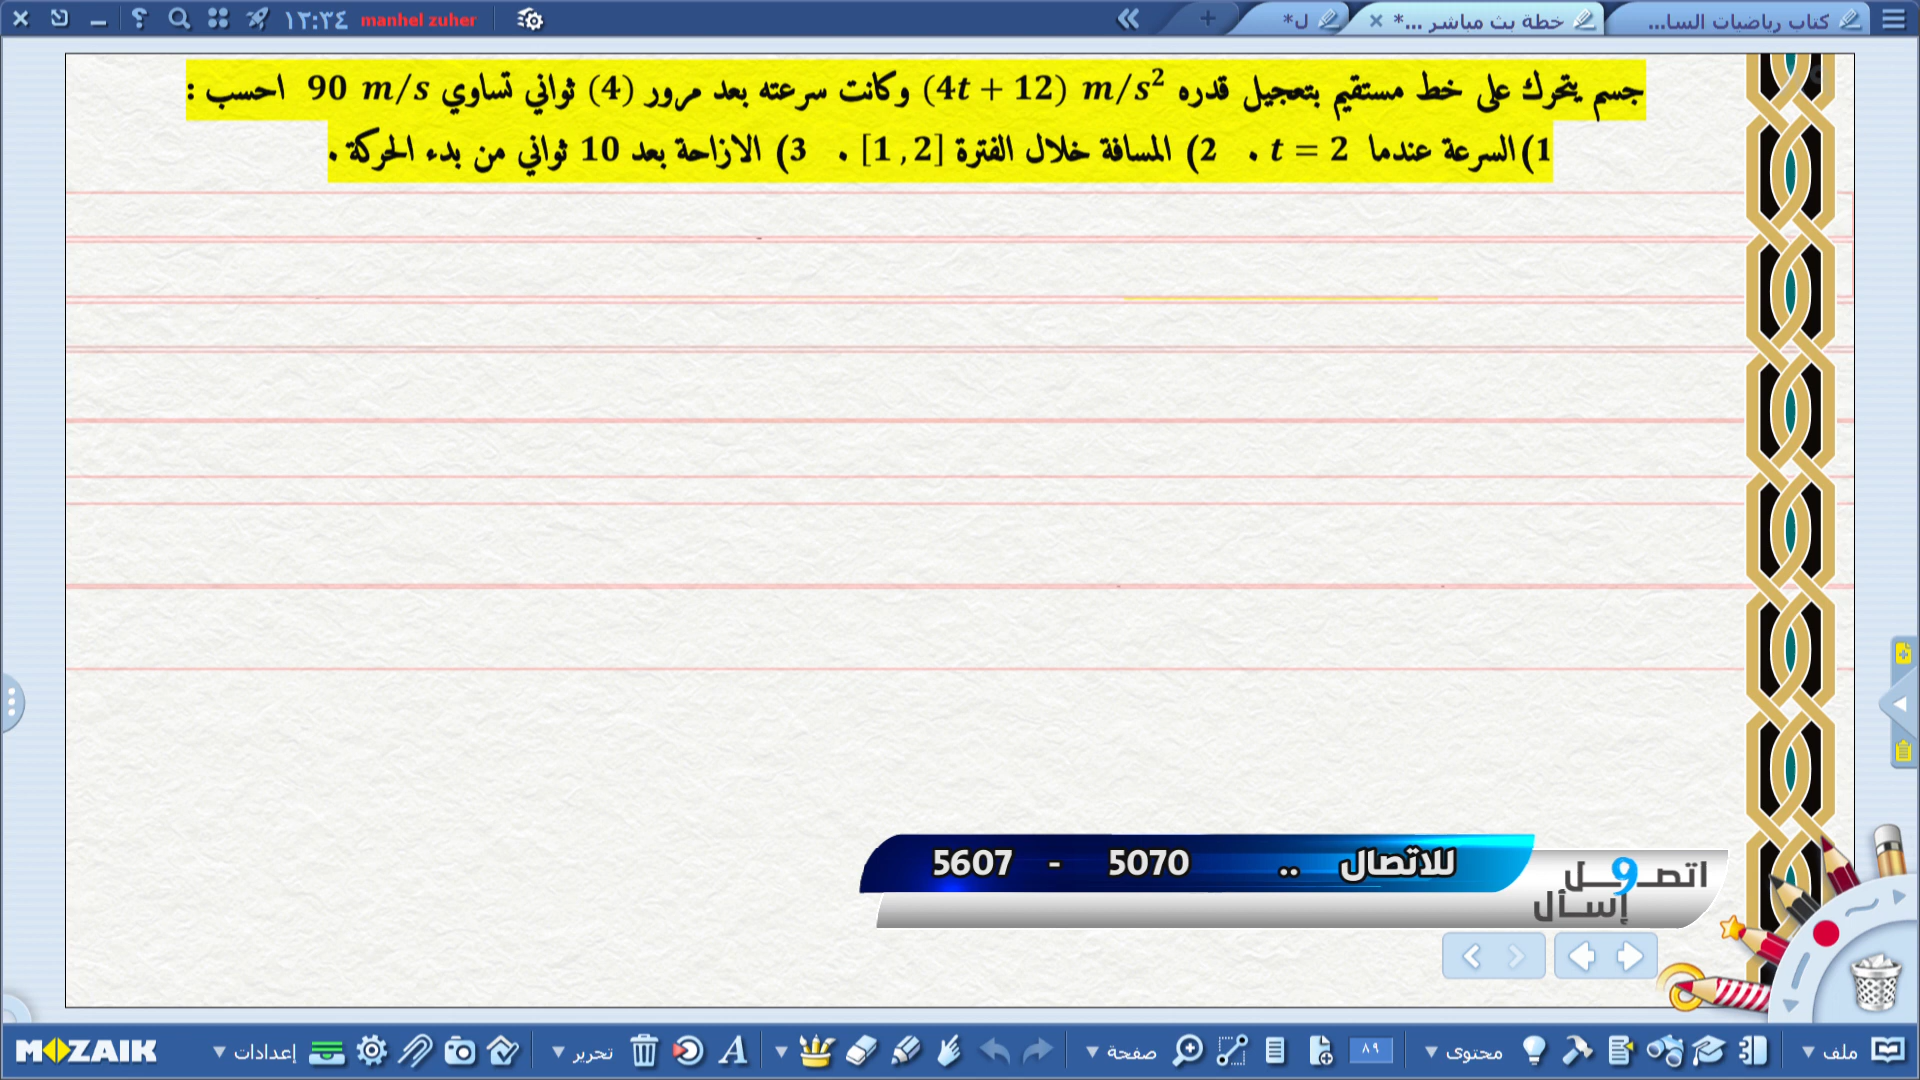 كتاب رياضيات السا...
خطة بث مباشر ...*
ل*
manhel zuher
١٢:٣٤
جسم يتحرك على خط مستقيم بتعجيل قدره (4t + 12) m/s² وكانت سرعته بعد مرور (4) ثواني تساوي 90 m/s احسب :
1)السرعة عندما t = 2 . 2) المسافة خلال الفترة [1 , 2] . 3) الازاحة بعد 10 ثواني من بدء الحركة .
للاتصال .. 5070 - 5607
اتصل و إسأل
ملف
محتوى
٨٩
صفحة
تحرير
إعدادات
MOZAIK